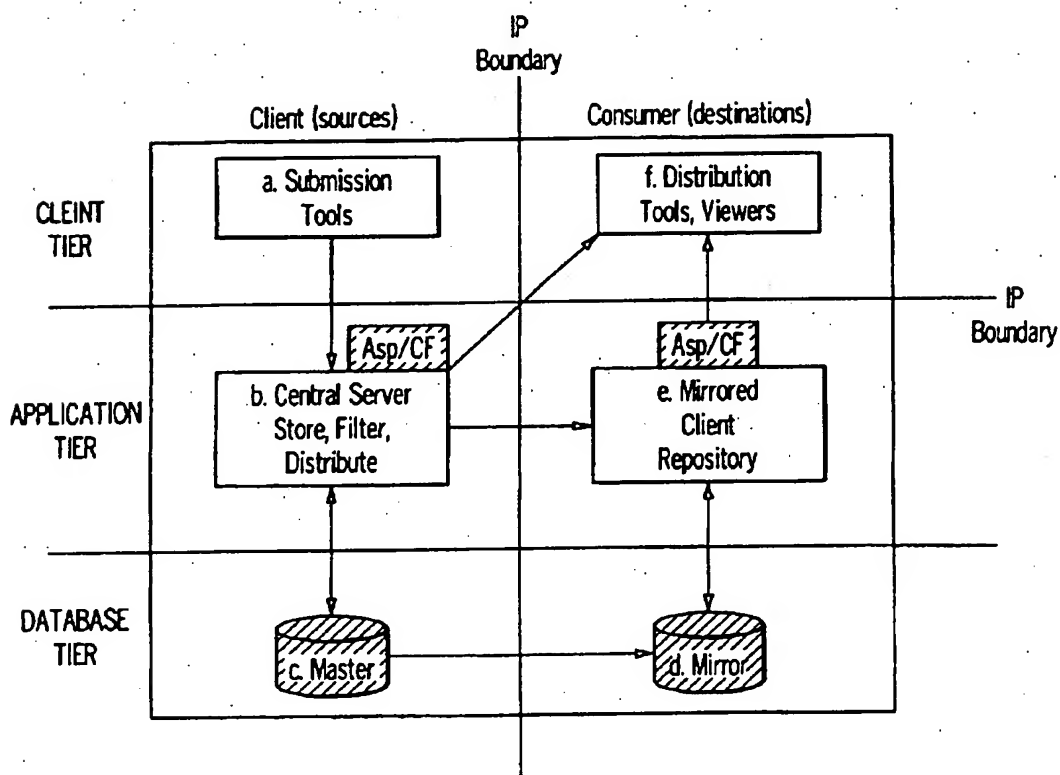 IP
Boundary
Client (sources)
Consumer (destinations)
CLEINT
TIER
a. Submission
Tools
f. Distribution
Tools, Viewers
IP
Boundary
APPLICATION
TIER
Asp/CF
b. Central Server
Store, Filter,
Distribute
Asp/CF
e. Mirrored
Client
Repository
DATABASE
TIER
c. Master
d. Mirror